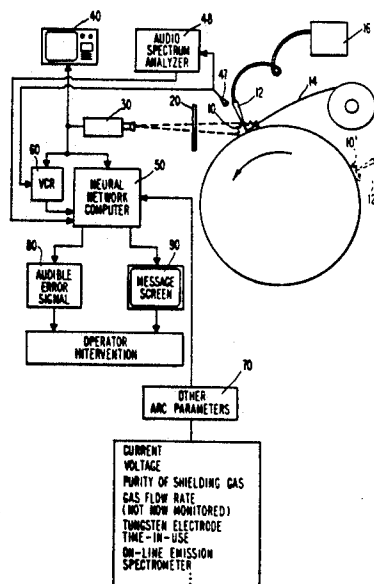 40
48
AUDIO
SPECTRUM
ANALYZER
16
47
12
14
30
20
10
10'
12'
60
VCR
50
NEURAL
NETWORK
COMPUTER
80
AUDIBLE
ERROR
SIGNAL
90
MESSAGE
SCREEN
OPERATOR
INTERVENTION
70
OTHER
ARC PARAMETERS
CURRENT
VOLTAGE
PURITY OF SHIELDING GAS
GAS FLOW RATE
(NOT NOW MONITORED)
TUNGSTEN ELECTRODE
TIME-IN-USE
ON-LINE EMISSION
SPECTROMETER